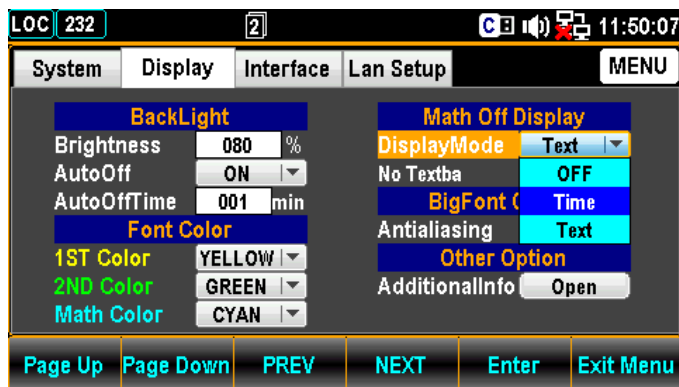 LOC 232 2 C 11:50:07
System Display Interface Lan Setup MENU
BackLight
Brightness 080 %
AutoOff ON
AutoOffTime 001 min
Font Color
1ST Color YELLOW
2ND Color GREEN
Math Color CYAN
Math Off Display
DisplayMode Text
OFF
No Textba
Time
BigFont
Text
Antialiasing
Other Option
AdditionalInfo Open
Page Up Page Down PREV NEXT Enter Exit Menu